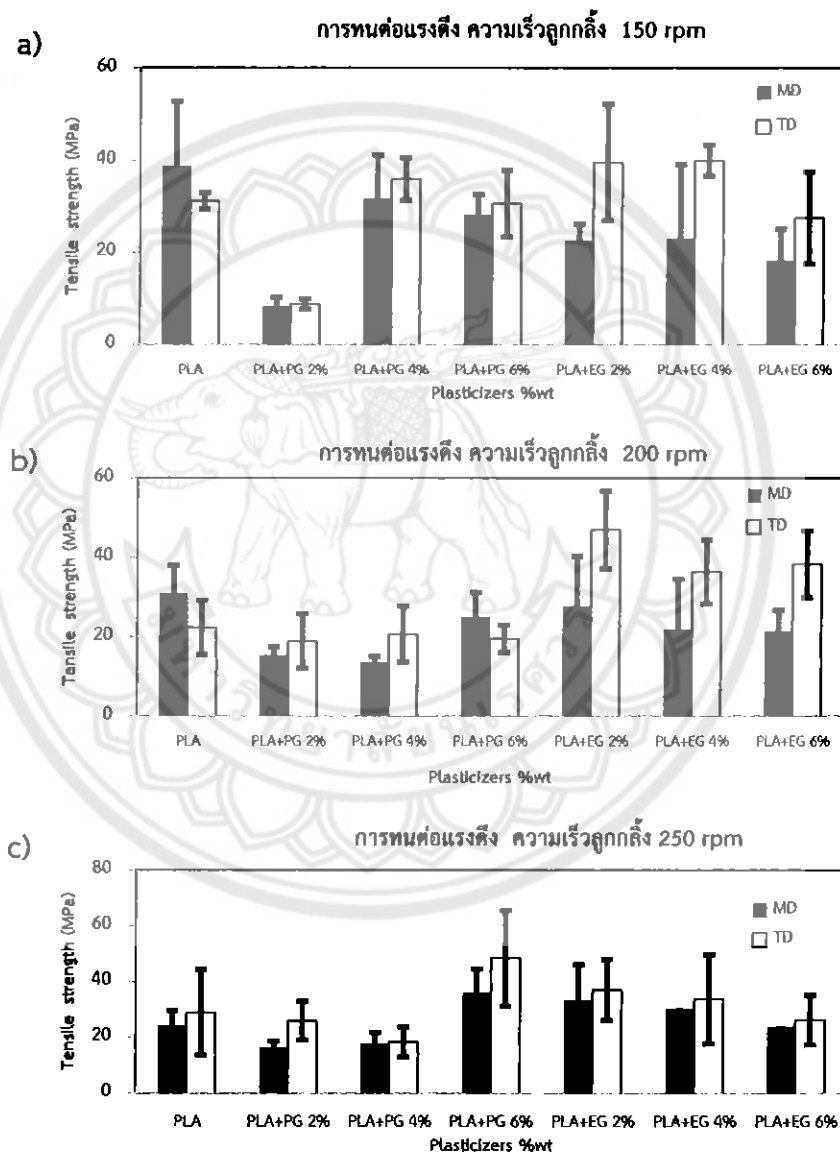 a)
การทนต่อแรงดึง ความเร็วลูกกลิ้ง 150 rpm
60
40
20
0
Tensile strength (MPa)
MD
TD
PLA PLA+PG 2% PLA+PG 4% PLA+PG 6% PLA+EG 2% PLA+EG 4% PLA+EG 6%
Plasticizers %wt
b)
การทนต่อแรงดึง ความเร็วลูกกลิ้ง 200 rpm
60
40
20
0
Tensile strength (MPa)
MD
TD
PLA PLA+PG 2% PLA+PG 4% PLA+PG 6% PLA+EG 2% PLA+EG 4% PLA+EG 6%
Plasticizers %wt
c)
การทนต่อแรงดึง ความเร็วลูกกลิ้ง 250 rpm
80
60
40
20
0
Tensile strength (MPa)
MD
TD
PLA PLA+PG 2% PLA+PG 4% PLA+PG 6% PLA+EG 2% PLA+EG 4% PLA+EG 6%
Plasticizers %wt